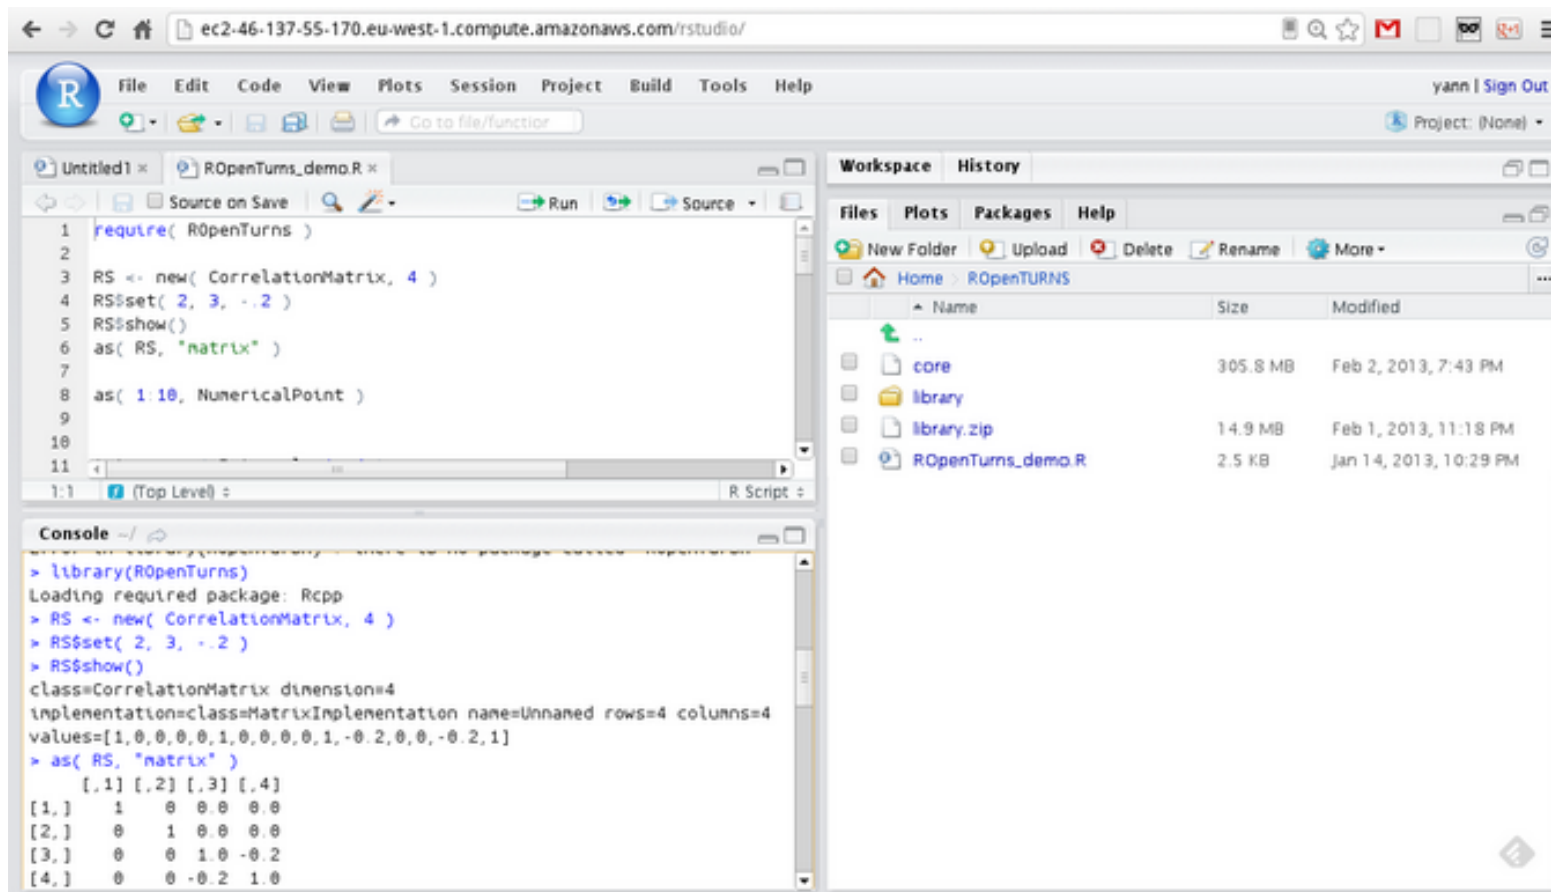 ec2-46-137-55-170.eu-west-1.compute.amazonaws.com/rstudio/
R File Edit Code View Plots Session Project Build Tools Help
yann | Sign Out
Go to file/function
Project: (None)
Untitled1 × ROpenTurns_demo.R ×
Source on Save Run Source
1 require( ROpenTurns )
2
3 RS <- new( CorrelationMatrix, 4 )
4 RS$set( 2, 3, -.2 )
5 RS$show()
6 as( RS, "matrix" )
7
8 as( 1:10, NumericalPoint )
9
10
11
1:1 (Top Level) R Script
Console ~/
> library(ROpenTurns)
Loading required package: Rcpp
> RS <- new( CorrelationMatrix, 4 )
> RS$set( 2, 3, -.2 )
> RS$show()
class=CorrelationMatrix dimension=4
implementation=class=MatrixImplementation name=Unnamed rows=4 columns=4
values=[1,0,0,0,0,1,0,0,0,0,1,-0.2,0,0,-0.2,1]
> as( RS, "matrix" )
[,1] [,2] [,3] [,4]
[1,] 1 0 0.0 0.0
[2,] 0 1 0.0 0.0
[3,] 0 0 1.0 -0.2
[4,] 0 0 -0.2 1.0
Workspace History
Files Plots Packages Help
New Folder Upload Delete Rename More
Home ROpenTURNS ...
Name Size Modified
..
core 305.8 MB Feb 2, 2013, 7:43 PM
library
library.zip 14.9 MB Feb 1, 2013, 11:18 PM
ROpenTurns_demo.R 2.5 KB Jan 14, 2013, 10:29 PM